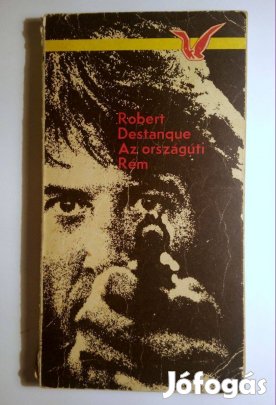 Robert
Destanque
Az országúti
Rém
Jófogás